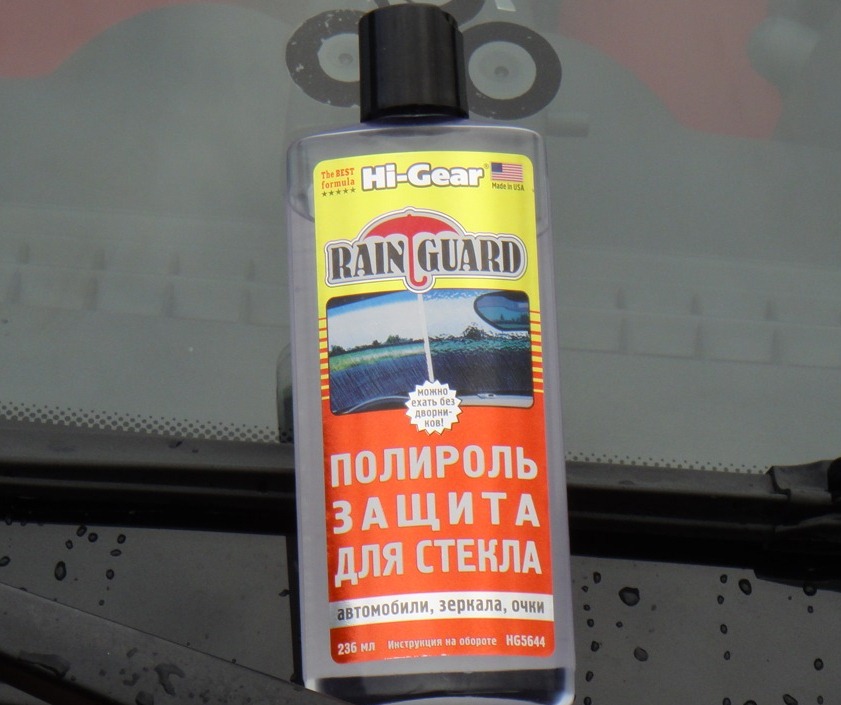 The BEST
formula
★★★★★
Hi-Gear®
Made in USA
RAIN GUARD
можно
ехать без
дворни-
ков!
ПОЛИРОЛЬ
ЗАЩИТА
ДЛЯ СТЕКЛА
автомобили, зеркала, очки
236 мл Инструкция на обороте HG5644